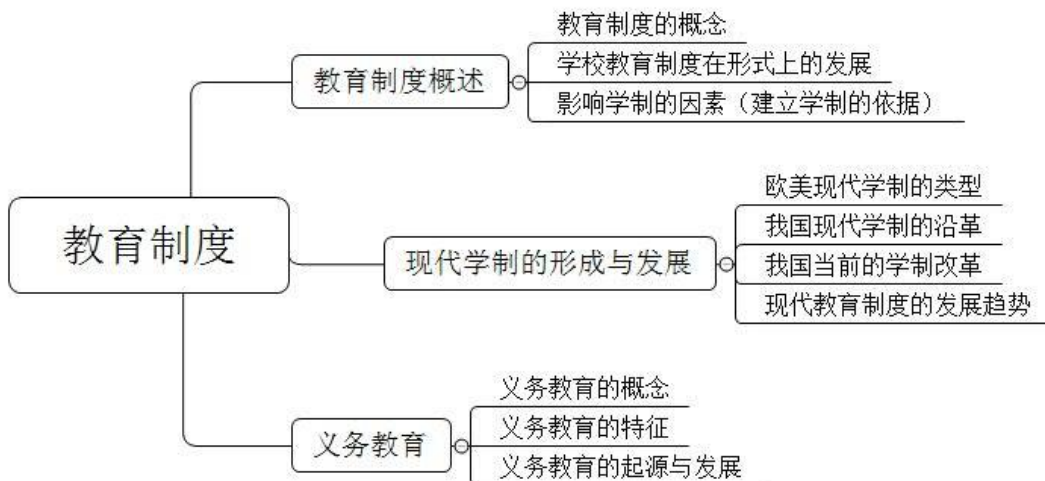 教育制度
教育制度概述
教育制度的概念
学校教育制度在形式上的发展
影响学制的因素（建立学制的依据）
现代学制的形成与发展
欧美现代学制的类型
我国现代学制的沿革
我国当前的学制改革
现代教育制度的发展趋势
义务教育
义务教育的概念
义务教育的特征
义务教育的起源与发展